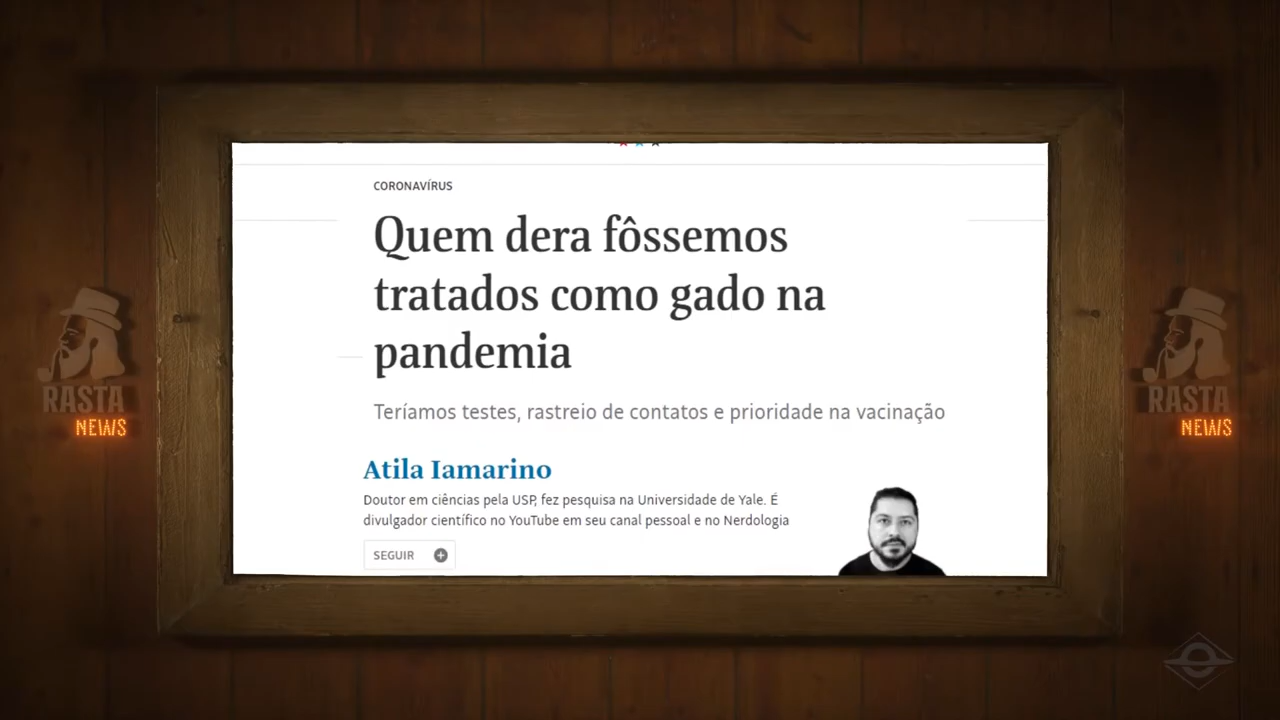 CORONAVÍRUS
Quem dera fôssemos
tratados como gado na
pandemia
Teríamos testes, rastreio de contatos e prioridade na vacinação
Atila Iamarino
Doutor em ciências pela USP, fez pesquisa na Universidade de Yale. É
divulgador científico no YouTube em seu canal pessoal e no Nerdologia
SEGUIR
RASTA
NEWS
RASTA
NEWS